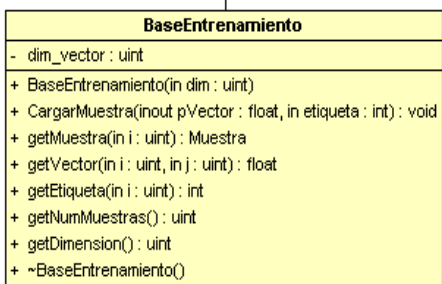 BaseEntrenamiento
- dim_vector : uint
+ BaseEntrenamiento(in dim : uint)
+ CargarMuestra(inout pVector : float, in etiqueta : int) : void
+ getMuestra(in i : uint) : Muestra
+ getVector(in i : uint, in j : uint) : float
+ getEtiqueta(in i : uint) : int
+ getNumMuestras() : uint
+ getDimension() : uint
+ ~BaseEntrenamiento()